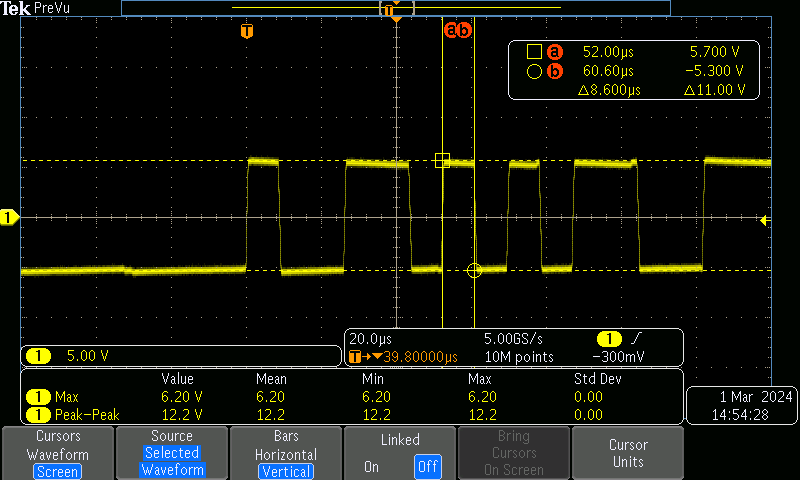 Tek PreVu
T
T
a b
a 52.00µs 5.700 V
b 60.60µs −5.300 V
△8.600µs △11.00 V
1
1 5.00 V
20.0µs 5.00GS/s 1
T→▼39.80000µs 10M points −300mV
Value Mean Min Max Std Dev
1 Max 6.20 V 6.20 6.20 6.20 0.00
1 Peak−Peak 12.2 V 12.2 12.2 12.2 0.00
1 Mar 2024
14:54:28
Cursors
Waveform
Screen
Source
Selected
Waveform
Bars
Horizontal
Vertical
Linked
On Off
Bring
Cursors
On Screen
Cursor
Units